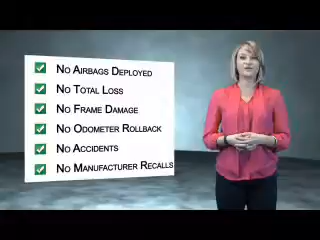 No Airbags Deployed
No Total Loss
No Frame Damage
No Odometer Rollback
No Accidents
No Manufacturer Recalls